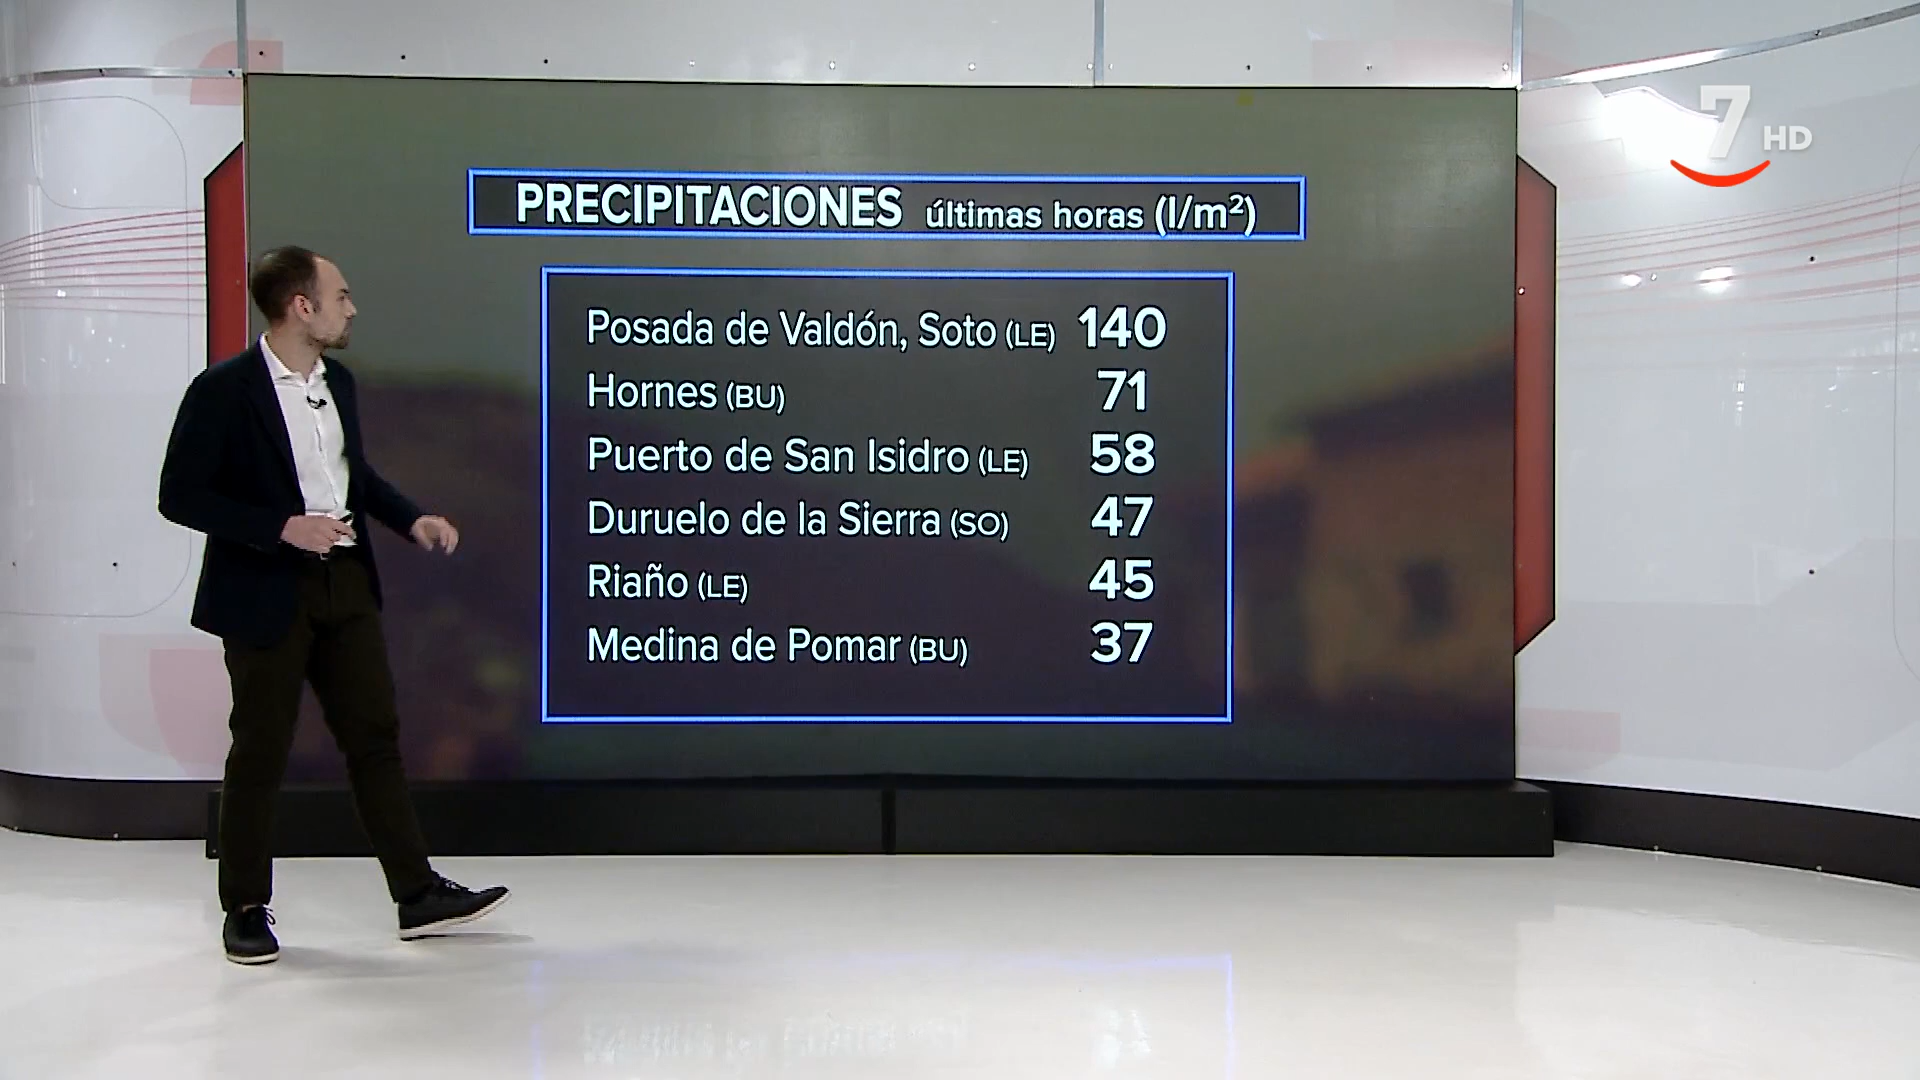 7 HD
PRECIPITACIONES últimas horas (l/m²)
Posada de Valdón, Soto (LE) 140
Hornes (BU) 71
Puerto de San Isidro (LE) 58
Duruelo de la Sierra (SO) 47
Riaño (LE) 45
Medina de Pomar (BU) 37